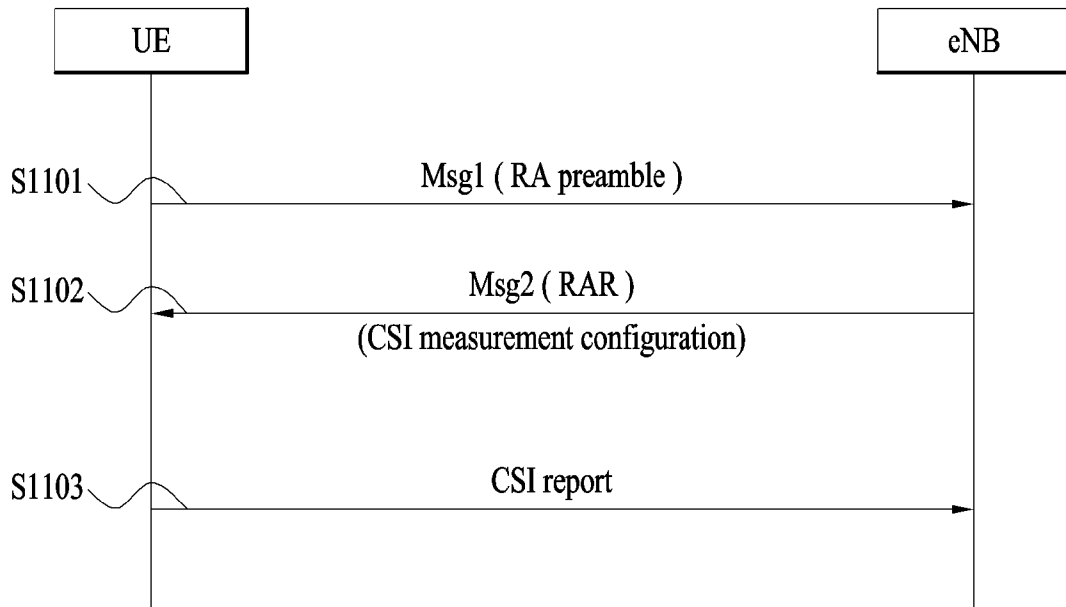 UE
eNB
S1101
Msg1 ( RA preamble )
S1102
Msg2 ( RAR )
(CSI measurement configuration)
S1103
CSI report